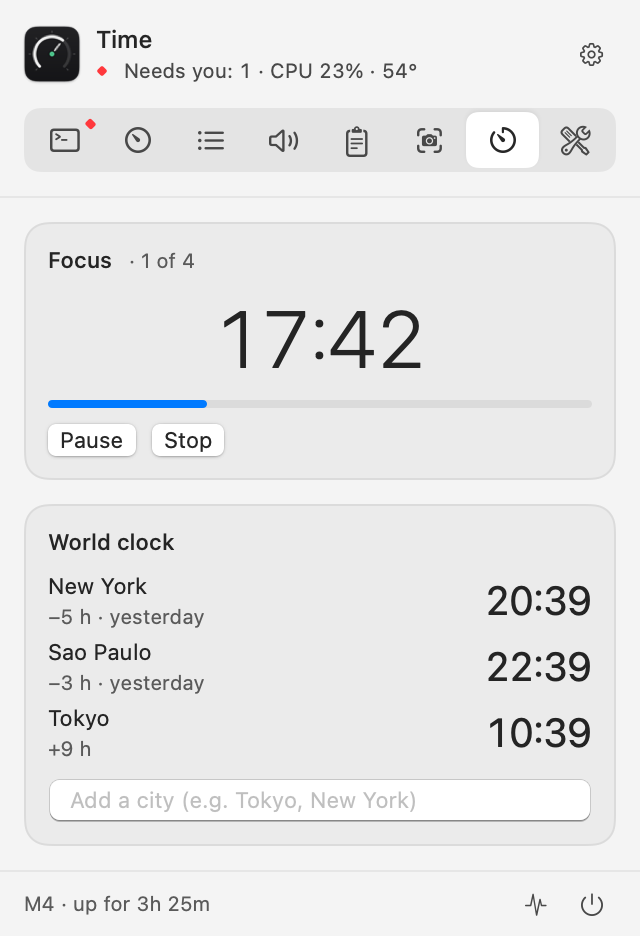 Time
Needs you: 1 · CPU 23% · 54°
Focus · 1 of 4
17:42
Pause Stop
World clock
New York
20:39
–5 h · yesterday
Sao Paulo
22:39
–3 h · yesterday
Tokyo
10:39
+9 h
Add a city (e.g. Tokyo, New York)
M4 · up for 3h 25m